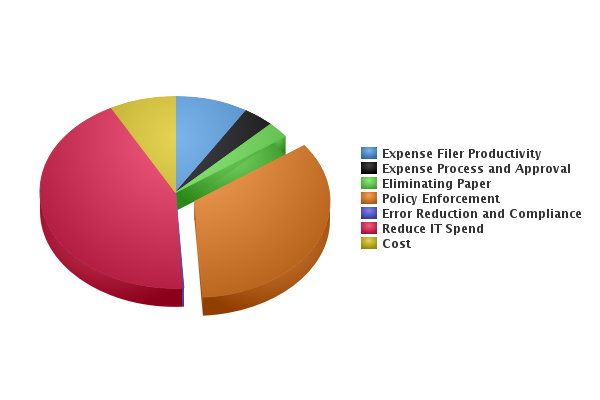 Expense Filer Productivity
Expense Process and Approval
Eliminating Paper
Policy Enforcement
Error Reduction and Compliance
Reduce IT Spend
Cost